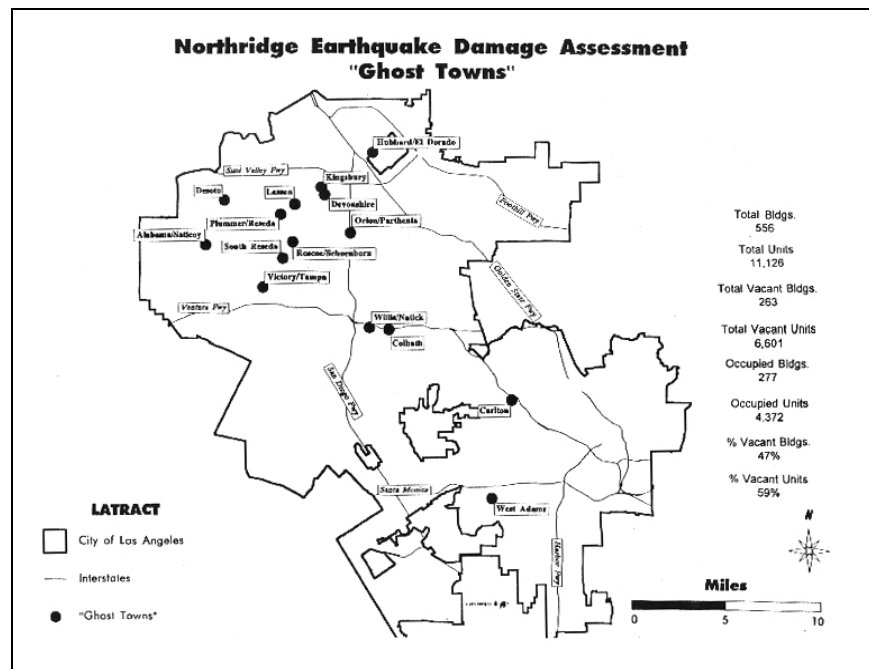 Northridge Earthquake Damage Assessment
"Ghost Towns"
Hubbard/El Dorado
Simi Valley Fwy
Kingsbury
Desoto
Lassen
Devonshire
Foothill Fwy
Plummer/Reseda
Orion/Parthenia
Alabama/Saticoy
South Reseda
Roscoe/Schoenborn
Golden State Fwy
Victory/Tampa
Ventura Fwy
Willis/Natick
Colbath
San Diego Fwy
Carlton
Santa Monica
West Adams
Harbor Fwy
Total Bldgs.
556
Total Units
11,126
Total Vacant Bldgs.
263
Total Vacant Units
6,601
Occupied Bldgs.
277
Occupied Units
4,372
% Vacant Bldgs.
47%
% Vacant Units
59%
LATRACT
City of Los Angeles
Interstates
"Ghost Towns"
N
Miles
0 5 10